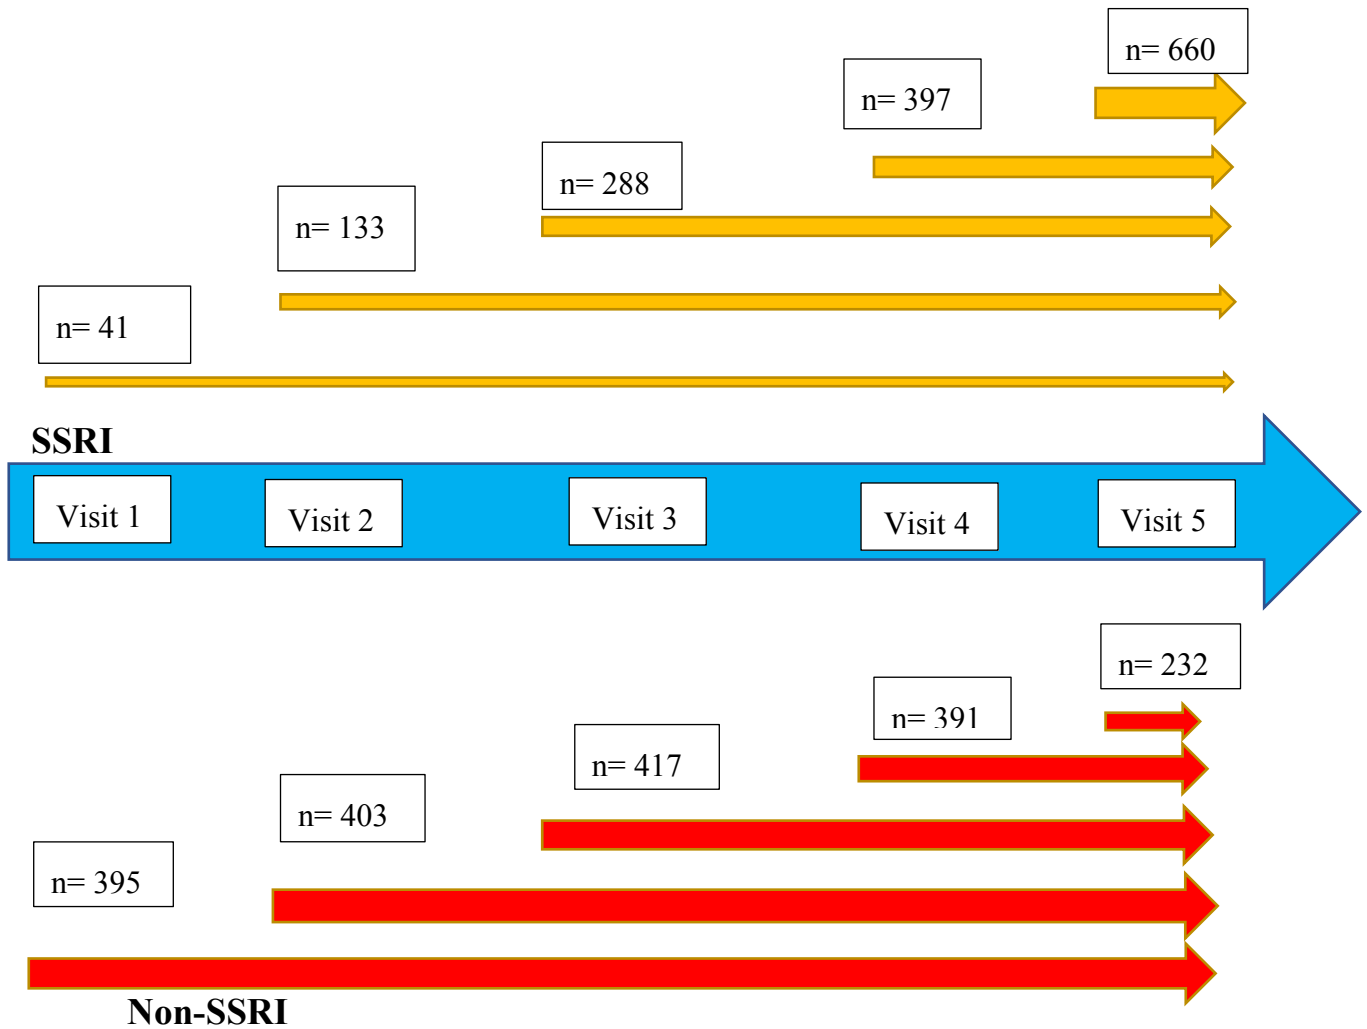 n= 660
n= 397
n= 288
n= 133
n= 41
SSRI
Visit 1
Visit 2
Visit 3
Visit 4
Visit 5
n= 232
n= 391
n= 417
n= 403
n= 395
Non-SSRI